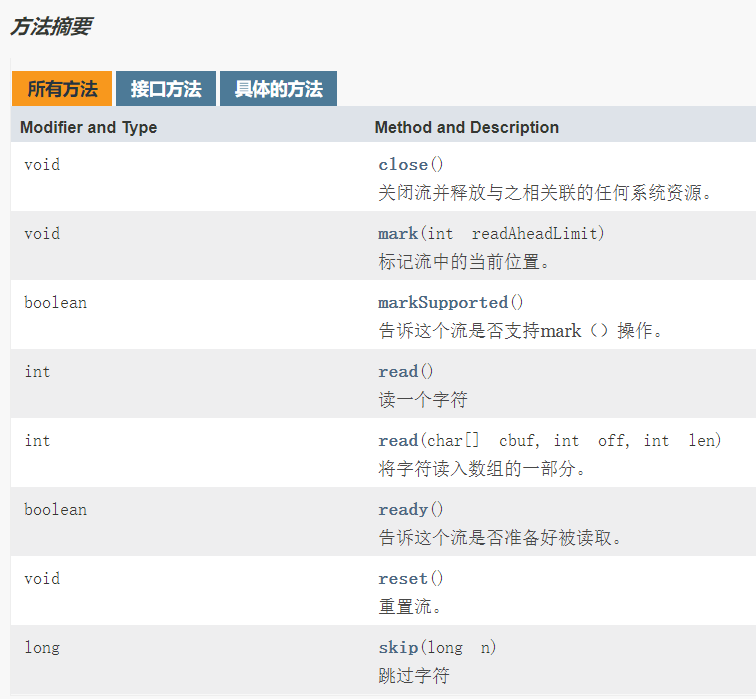 方法摘要
所有方法 接口方法 具体的方法
Modifier and Type Method and Description
void close()
关闭流并释放与之相关联的任何系统资源。
void mark(int readAheadLimit)
标记流中的当前位置。
boolean markSupported()
告诉这个流是否支持mark（）操作。
int read()
读一个字符
int read(char[] cbuf, int off, int len)
将字符读入数组的一部分。
boolean ready()
告诉这个流是否准备好被读取。
void reset()
重置流。
long skip(long n)
跳过字符